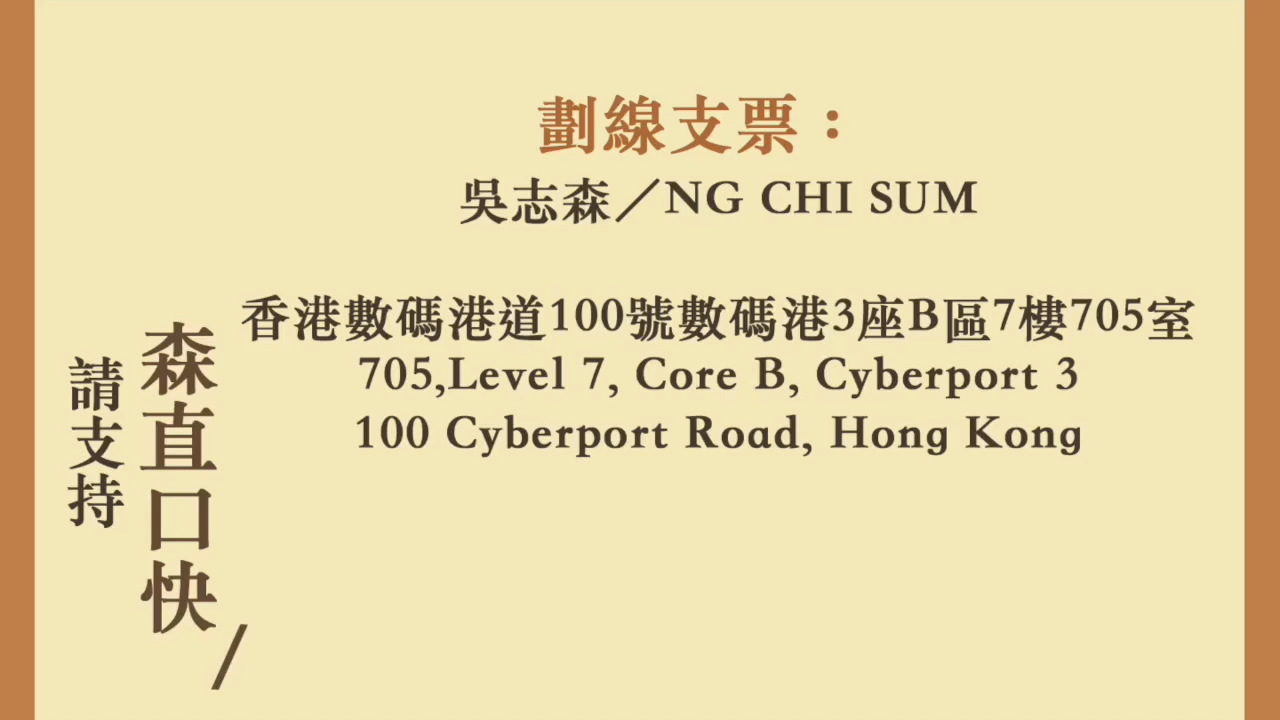 劃線支票：
吳志森／NG CHI SUM
香港數碼港道100號數碼港3座B區7樓705室
705,Level 7, Core B, Cyberport 3
100 Cyberport Road, Hong Kong
請支持
森直口快/